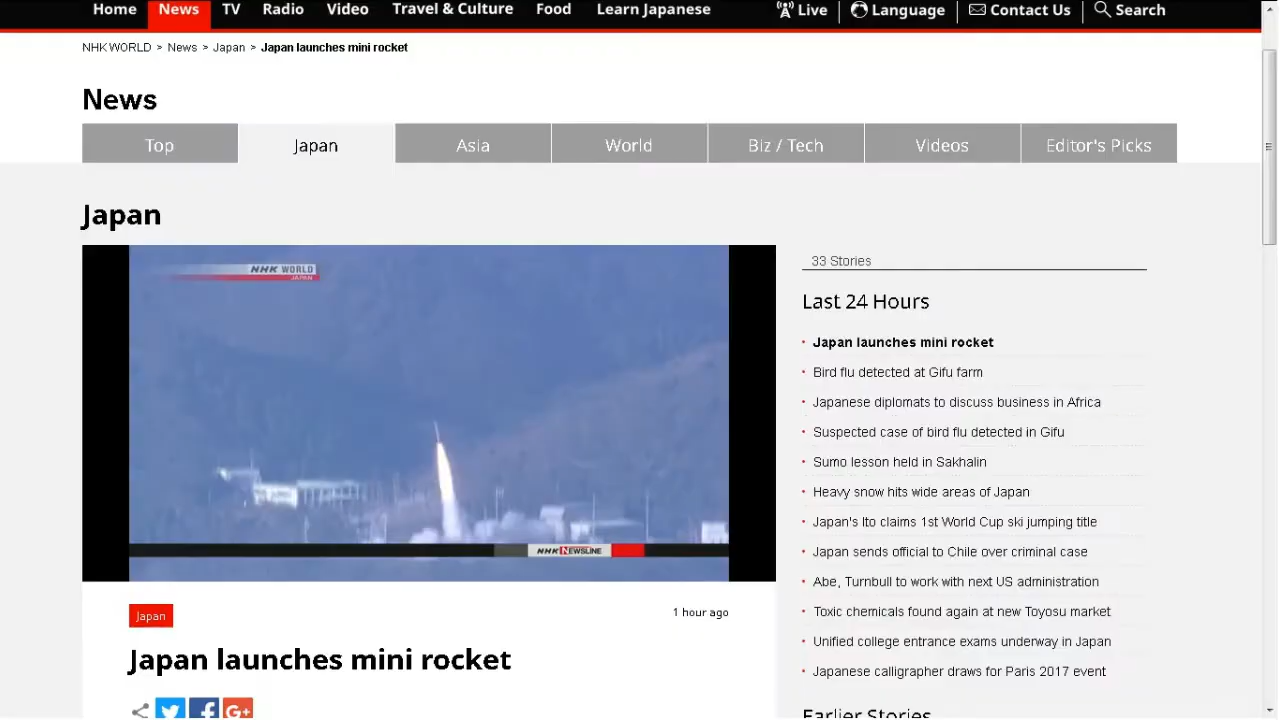 Home News TV Radio Video Travel & Culture Food Learn Japanese Live Language Contact Us Search
NHK WORLD > News > Japan > Japan launches mini rocket
News
Top Japan Asia World Biz / Tech Videos Editor's Picks
Japan
NHK WORLD
JAPAN
NHK NEWSLINE
Japan
1 hour ago
Japan launches mini rocket
33 Stories
Last 24 Hours
Japan launches mini rocket
Bird flu detected at Gifu farm
Japanese diplomats to discuss business in Africa
Suspected case of bird flu detected in Gifu
Sumo lesson held in Sakhalin
Heavy snow hits wide areas of Japan
Japan's Ito claims 1st World Cup ski jumping title
Japan sends official to Chile over criminal case
Abe, Turnbull to work with next US administration
Toxic chemicals found again at new Toyosu market
Unified college entrance exams underway in Japan
Japanese calligrapher draws for Paris 2017 event
Earlier Stories